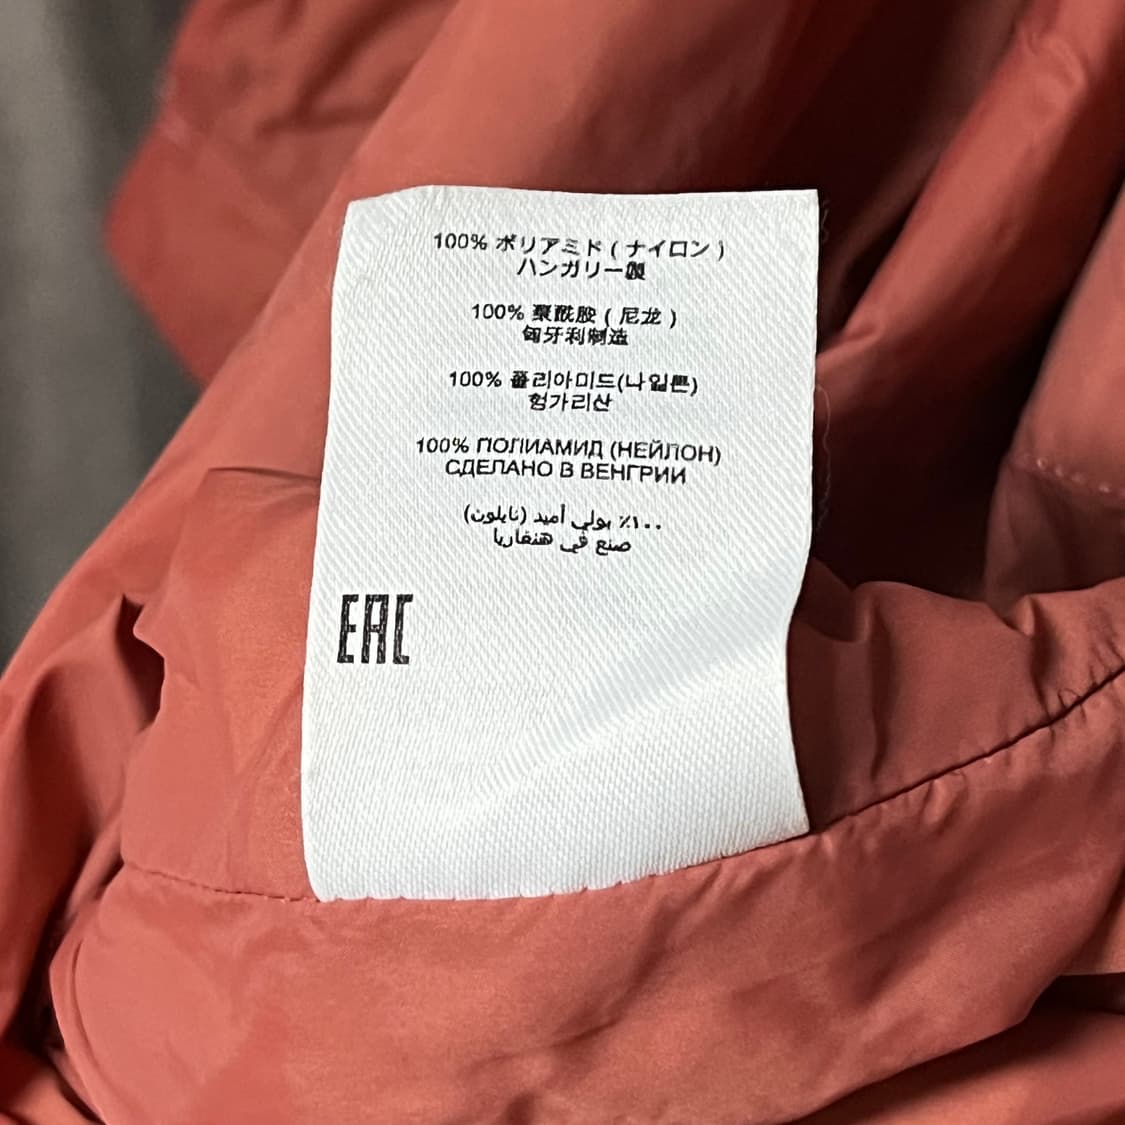 100% ポリアミド ( ナイロン )
ハンガリー製
100% 聚酰胺 ( 尼龙 )
匈牙利制造
100% 폴리아미드(나일론)
헝가리산
100% ПОЛИАМИД (НЕЙЛОН)
СДЕЛАНО В ВЕНГРИИ
١٠٠٪ بولي أميد (نايلون)
صنع في هنغاريا
EAC